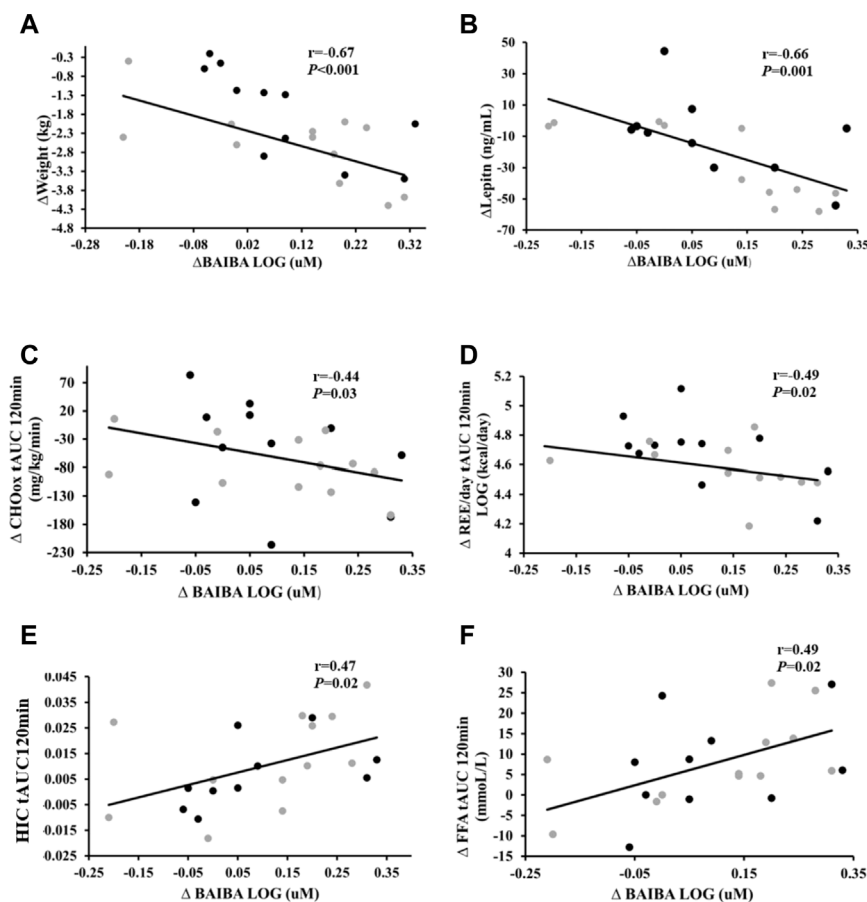 A
r=-0.67
P<0.001
-0.3
-0.8
-1.3
-1.8
-2.3
-2.8
-3.3
-3.8
-4.3
-4.8
ΔWeight (kg)
-0.28 -0.18 -0.08 0.02 0.12 0.22 0.32
ΔBAIBA LOG (uM)
B
r=-0.66
P=0.001
50
30
10
-10
-30
-50
-70
ΔLepitn (ng/mL)
-0.25 -0.15 -0.05 0.05 0.15 0.25 0.35
ΔBAIBA LOG (uM)
C
r=-0.44
P=0.03
70
20
-30
-80
-130
-180
-230
Δ CHOox tAUC 120min
(mg/kg/min)
-0.25 -0.15 -0.05 0.05 0.15 0.25 0.35
Δ BAIBA LOG (uM)
D
r=-0.49
P=0.02
5.2
5
4.8
4.6
4.4
4.2
4
Δ REE/day tAUC 120min
LOG (kcal/day)
-0.25 -0.15 -0.05 0.05 0.15 0.25 0.35
Δ BAIBA LOG (uM)
E
r=0.47
P=0.02
0.045
0.035
0.025
0.015
0.005
-0.005
-0.015
-0.025
HIC tAUC120min
-0.25 -0.15 -0.05 0.05 0.15 0.25 0.35
Δ BAIBA LOG (uM)
F
r=0.49
P=0.02
30
25
20
15
10
5
0
-5
-10
-15
Δ FFA tAUC 120min
(mmoL/L)
-0.25 -0.05 0.15 0.35
Δ BAIBA LOG (uM)